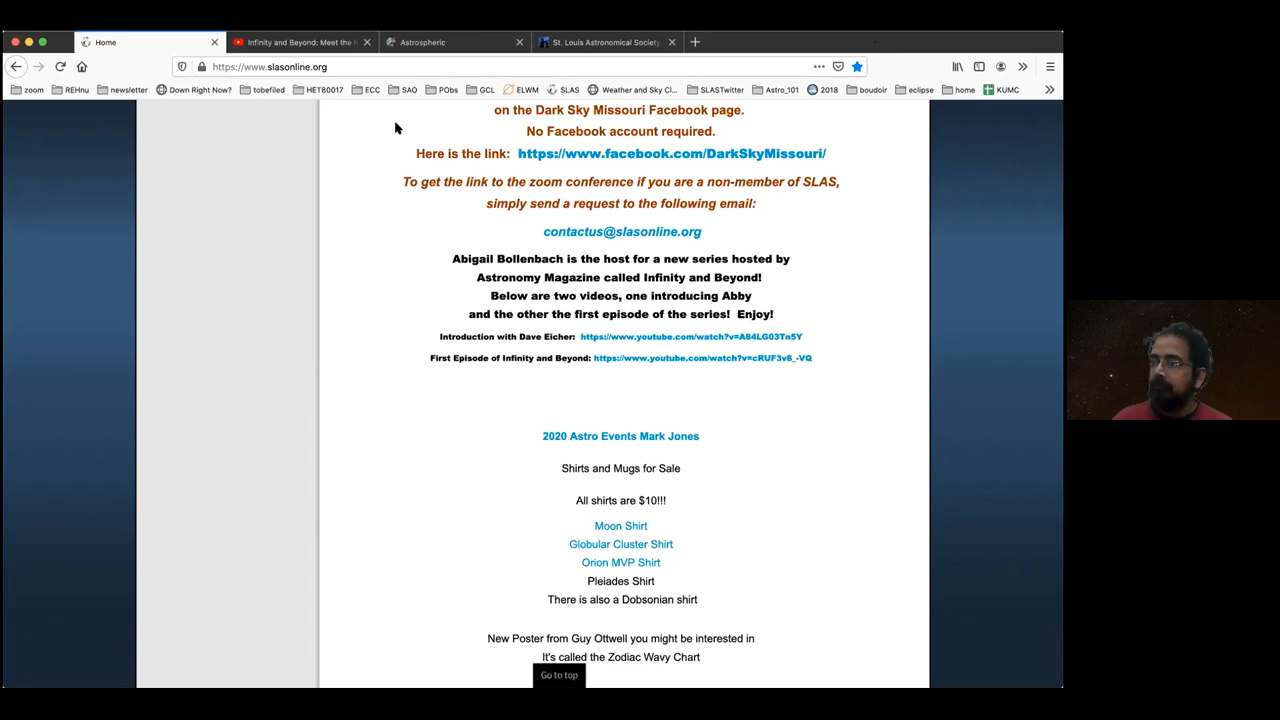 Home
Infinity and Beyond: Meet the h
Astrospheric
St. Louis Astronomical Society
https://www.slasonline.org
zoom
REHnu
newsletter
Down Right Now?
tobefiled
HET80017
ECC
SAO
PObs
GCL
ELWM
SLAS
Weather and Sky Cl...
SLASTwitter
Astro_101
2018
boudoir
eclipse
home
KUMC
on the Dark Sky Missouri Facebook page.
No Facebook account required.
Here is the link: https://www.facebook.com/DarkSkyMissouri/
To get the link to the zoom conference if you are a non-member of SLAS,
simply send a request to the following email:
contactus@slasonline.org
Abigail Bollenbach is the host for a new series hosted by
Astronomy Magazine called Infinity and Beyond!
Below are two videos, one introducing Abby
and the other the first episode of the series! Enjoy!
Introduction with Dave Eicher: https://www.youtube.com/watch?v=A84LG03Tn5Y
First Episode of Infinity and Beyond: https://www.youtube.com/watch?v=cRUF3v8_-VQ
2020 Astro Events Mark Jones
Shirts and Mugs for Sale
All shirts are $10!!!
Moon Shirt
Globular Cluster Shirt
Orion MVP Shirt
Pleiades Shirt
There is also a Dobsonian shirt
New Poster from Guy Ottwell you might be interested in
It's called the Zodiac Wavy Chart
Go to top